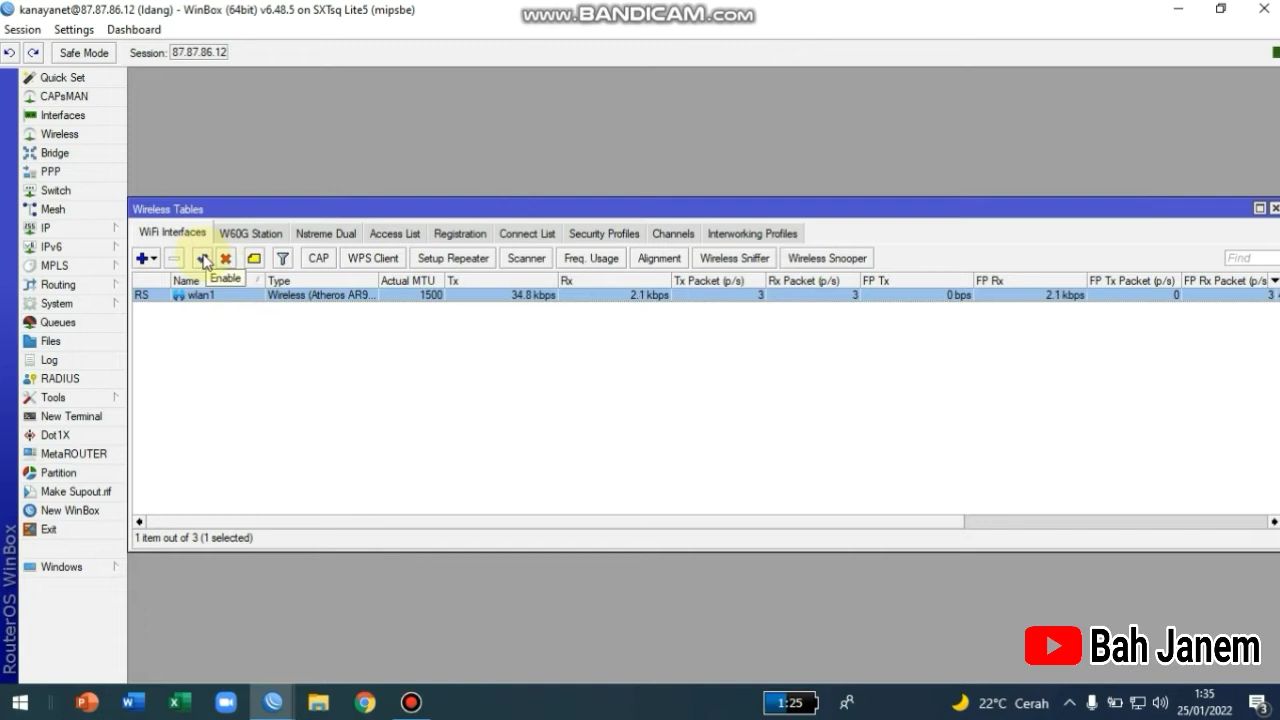 kanayanet@87.87.86.12 (Idang) - WinBox (64bit) v6.48.5 on SXTsq Lite5 (mipsbe)
www.BANDICAM.com
Session Settings Dashboard
Safe Mode Session: 87.87.86.12
Quick Set
CAPsMAN
Interfaces
Wireless
Bridge
PPP
Switch
Mesh
IP
IPv6
MPLS
Routing
System
Queues
Files
Log
RADIUS
Tools
New Terminal
Dot1X
MetaROUTER
Partition
Make Supout.rif
New WinBox
Exit
Windows
RouterOS WinBox
Wireless Tables
WiFi Interfaces W60G Station Nstreme Dual Access List Registration Connect List Security Profiles Channels Interworking Profiles
CAP WPS Client Setup Repeater Scanner Freq. Usage Alignment Wireless Sniffer Wireless Snooper Find
Enable
Name Type Actual MTU Tx Rx Tx Packet (p/s) Rx Packet (p/s) FP Tx FP Rx FP Tx Packet (p/s) FP Rx Packet (p/s
RS wlan1 Wireless (Atheros AR9... 1500 34.8 kbps 2.1 kbps 3 3 0 bps 2.1 kbps 0 3
1 item out of 3 (1 selected)
Bah Janem
1:25
22°C Cerah
1:35
25/01/2022
3